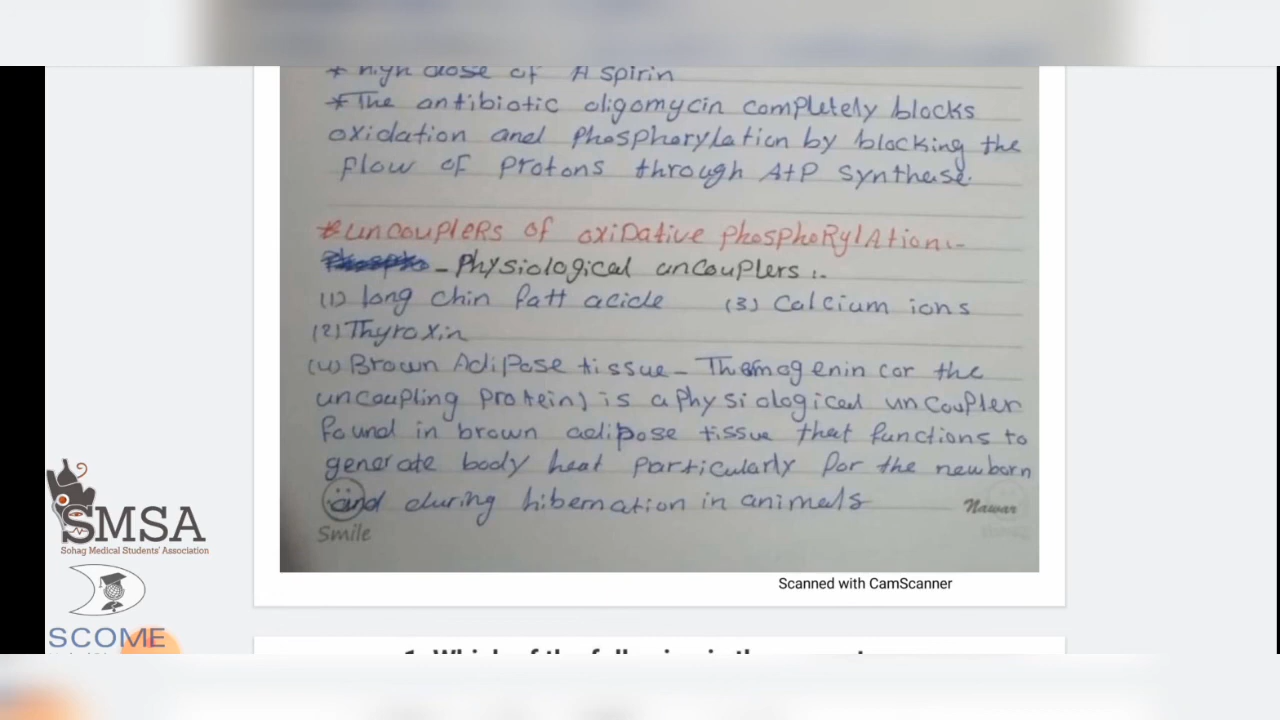 * High dose of Aspirin
*The antibiotic oligomycin completely blocks
oxidation and phosphorylation by blocking the
flow of protons through AtP synthase.
*uncouplers of oxidative phosphorylation:-
- Physiological uncouplers :.
(1) long chin fatt acide (3) Calcium ions
(2) Thyroxin
(4) Brown Adipose tissue - Thermogenin cor the
uncoupling protein) is a physiological uncoupler
found in brown adipose tissue that functions to
generate body heat particularly for the newborn
and during hibernation in animals
Nawar
Smile
Scanned with CamScanner
SMSA
Sohag Medical Students' Association
SCOME